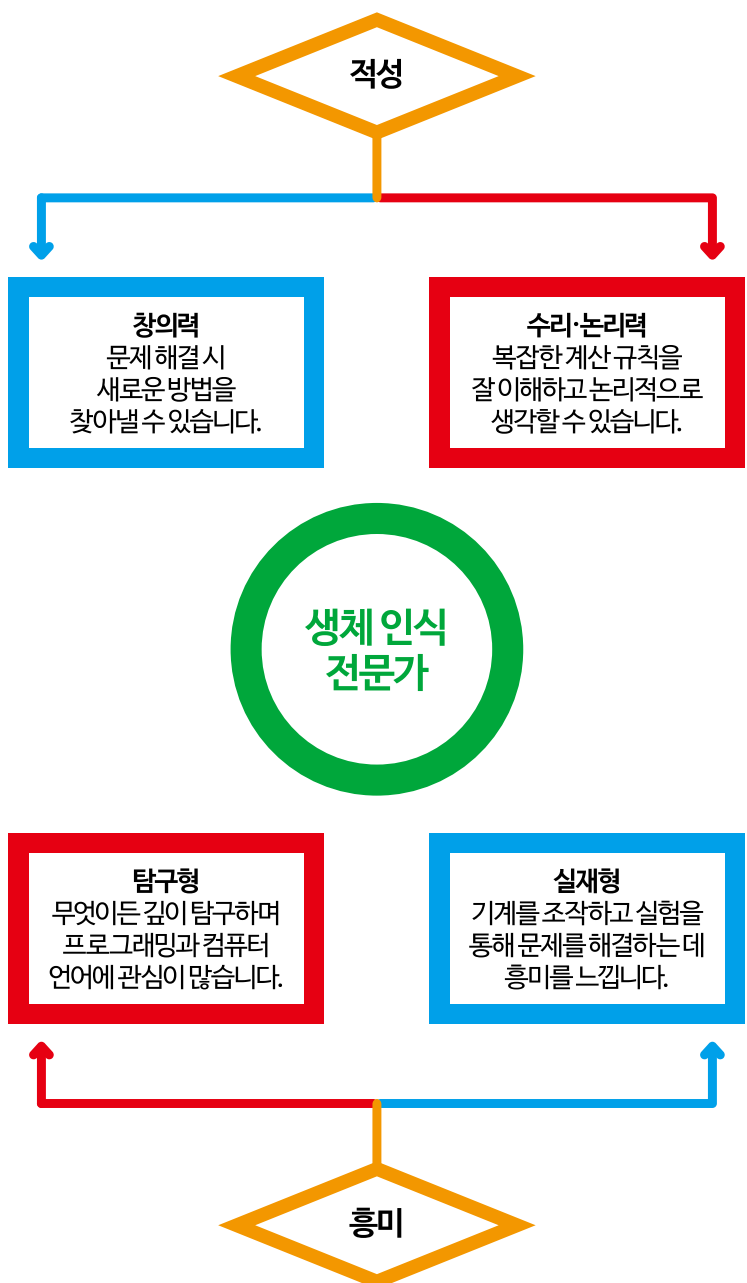 적성
창의력
문제 해결 시
새로운 방법을
찾아낼 수 있습니다.
수리·논리력
복잡한 계산 규칙을
잘 이해하고 논리적으로
생각할 수 있습니다.
생체 인식
전문가
탐구형
무엇이든 깊이 탐구하며
프로그래밍과 컴퓨터
언어에 관심이 많습니다.
실재형
기계를 조작하고 실험을
통해 문제를 해결하는 데
흥미를 느낍니다.
흥미